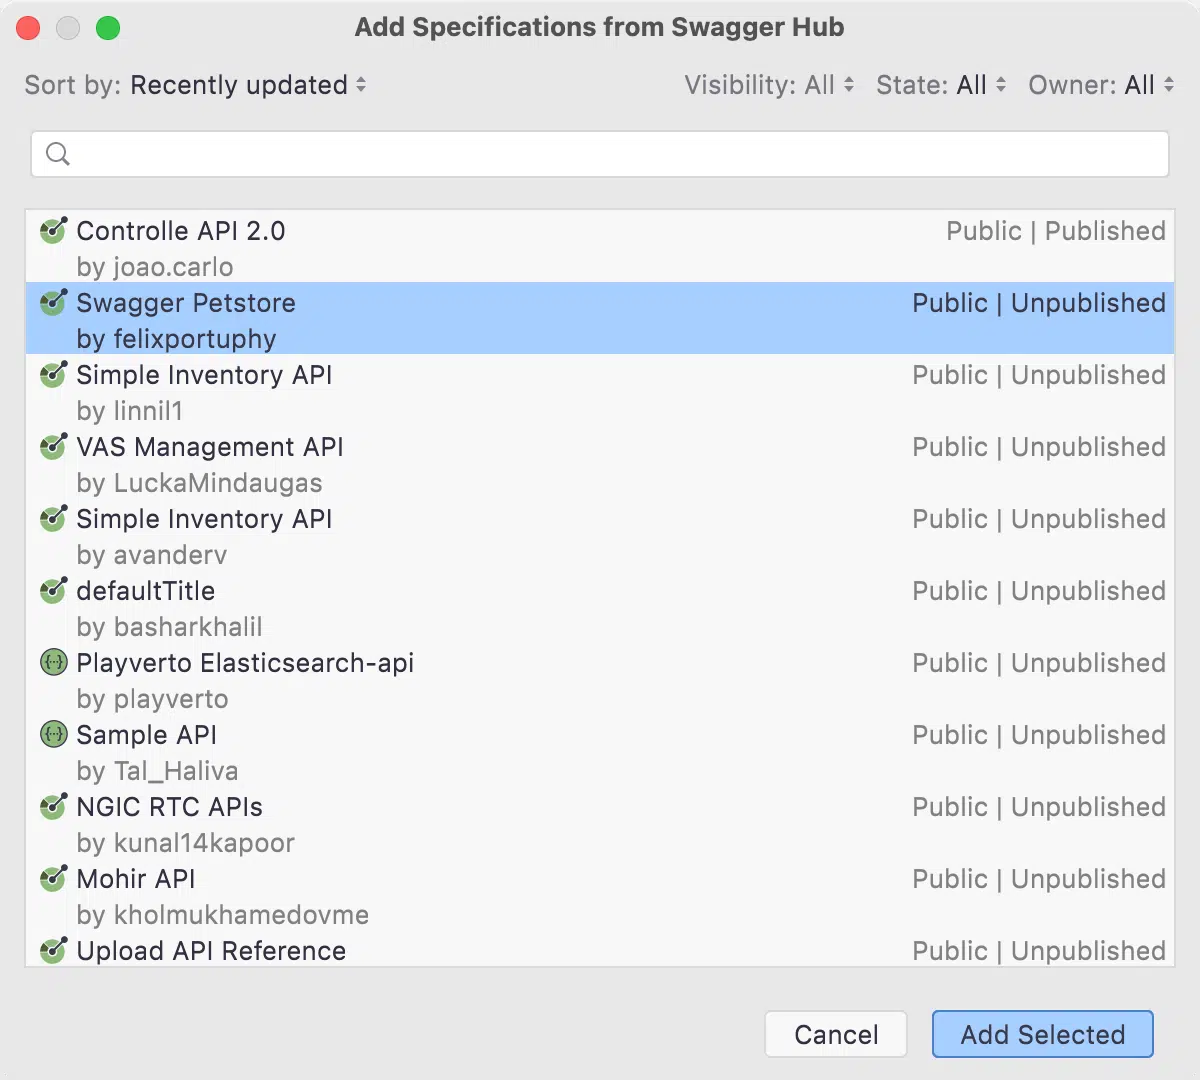 Add Specifications from Swagger Hub
Sort by: Recently updated Visibility: All State: All Owner: All
Controlle API 2.0 Public | Published
by joao.carlo
Swagger Petstore Public | Unpublished
by felixportuphy
Simple Inventory API Public | Unpublished
by linnil1
VAS Management API Public | Unpublished
by LuckaMindaugas
Simple Inventory API Public | Unpublished
by avanderv
defaultTitle Public | Unpublished
by basharkhalil
Playverto Elasticsearch-api Public | Unpublished
by playverto
Sample API Public | Unpublished
by Tal_Haliva
NGIC RTC APIs Public | Unpublished
by kunal14kapoor
Mohir API Public | Unpublished
by kholmukhamedovme
Upload API Reference Public | Unpublished
Cancel Add Selected